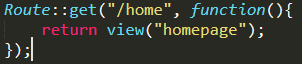 Route::get("/home", function(){
    return view("homepage");
});